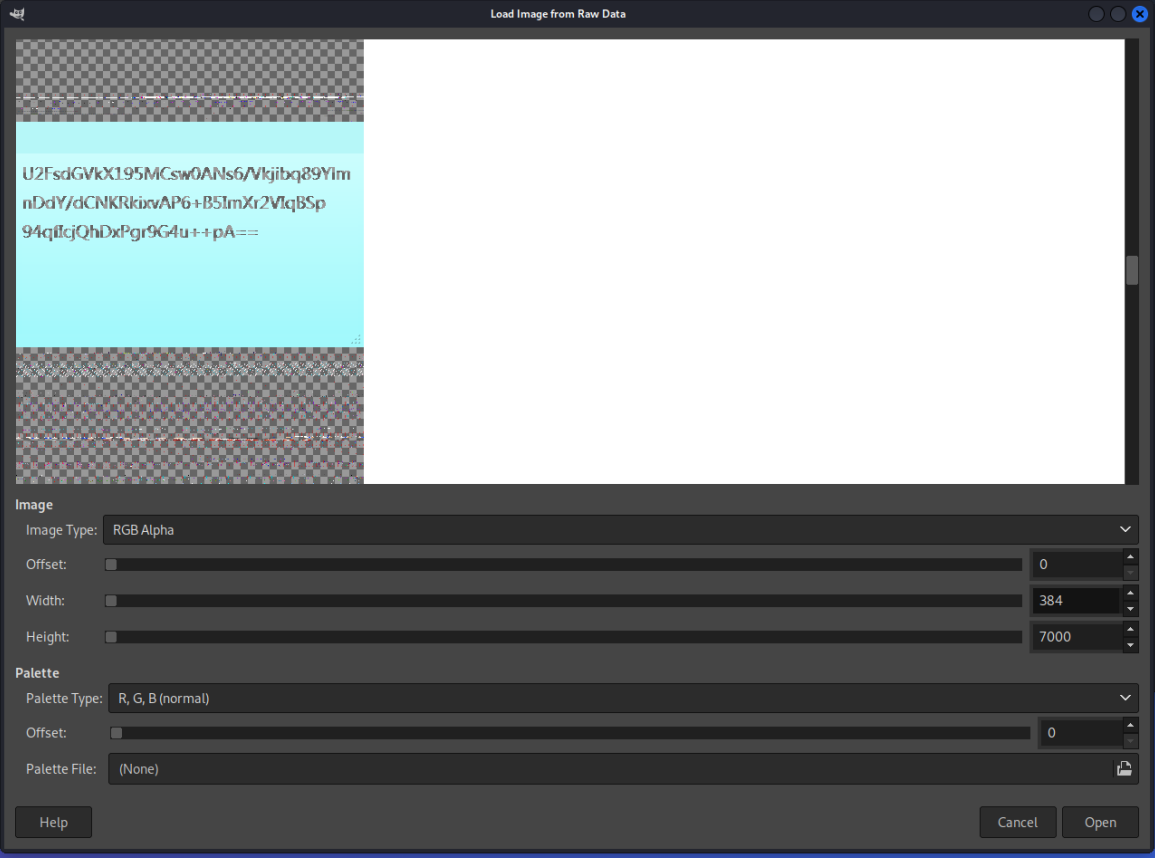 Load Image from Raw Data
U2FsdGVkX195MCsw0ANs6/Vkjibq89YIm
nDdY/dCNKRkixvAP6+B5ImXr2VIqBSp
94qflcjQhDxPgr9G4u++pA==
Image
Image Type: RGB Alpha
Offset: 0
Width: 384
Height: 7000
Palette
Palette Type: R, G, B (normal)
Offset: 0
Palette File: (None)
Help Cancel Open